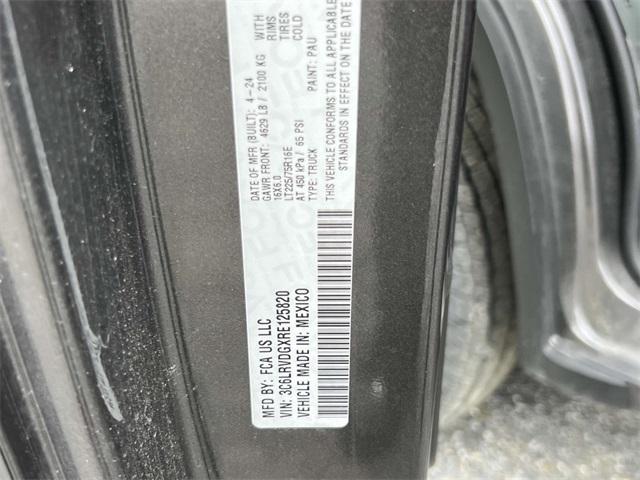 MFD BY: FCA US LLC
DATE OF MFR (BUILT): 4-24
GAWR FRONT: 4629 LB / 2100 KG WITH
16X6.0 RIMS
LT225/75R16E TIRES
AT 450 kPa / 65 PSI COLD
TYPE: TRUCK PAINT: PAU
THIS VEHICLE CONFORMS TO ALL APPLICABLE
STANDARDS IN EFFECT ON THE DATE
VIN: 3C6LRVDGXRE125820
VEHICLE MADE IN: MEXICO